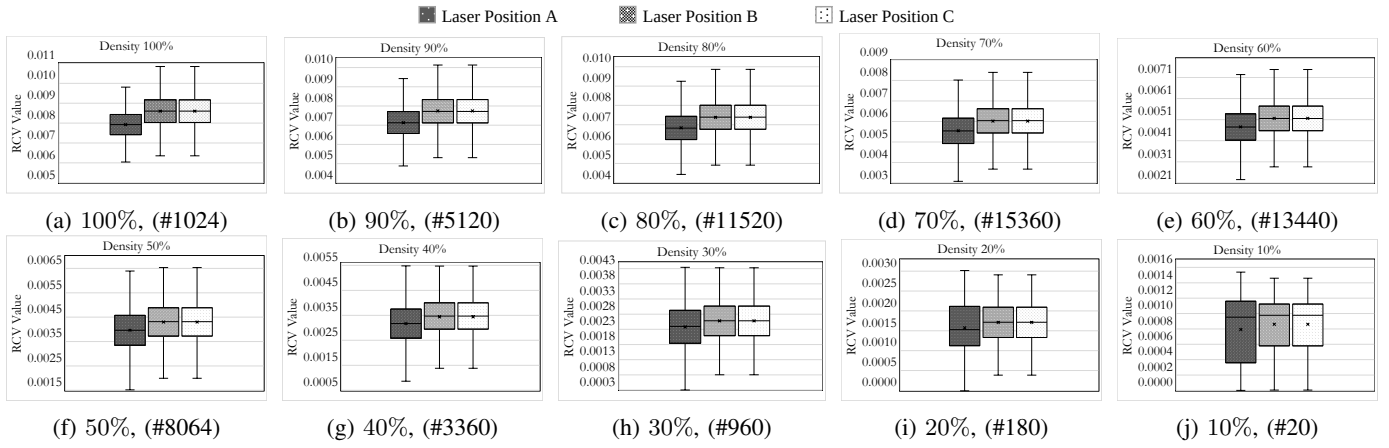 Laser Position A Laser Position B Laser Position C
Density 100%
RCV Value
0.011
0.010
0.009
0.008
0.007
0.006
0.005
(a) 100%, (#1024)
Density 90%
RCV Value
0.010
0.009
0.008
0.007
0.006
0.005
0.004
(b) 90%, (#5120)
Density 80%
RCV Value
0.010
0.009
0.007
0.006
0.004
(c) 80%, (#11520)
Density 70%
RCV Value
0.009
0.008
0.006
0.005
0.004
0.003
(d) 70%, (#15360)
Density 60%
RCV Value
0.0071
0.0061
0.0051
0.0041
0.0031
0.0021
(e) 60%, (#13440)
Density 50%
RCV Value
0.0065
0.0055
0.0045
0.0035
0.0025
0.0015
(f) 50%, (#8064)
Density 40%
RCV Value
0.0055
0.0045
0.0035
0.0025
0.0015
0.0005
(g) 40%, (#3360)
Density 30%
RCV Value
0.0043
0.0038
0.0033
0.0028
0.0023
0.0018
0.0013
0.0008
0.0003
(h) 30%, (#960)
Density 20%
RCV Value
0.0030
0.0025
0.0020
0.0015
0.0010
0.0005
0.0000
(i) 20%, (#180)
Density 10%
RCV Value
0.0016
0.0014
0.0012
0.0010
0.0008
0.0006
0.0004
0.0002
0.0000
(j) 10%, (#20)